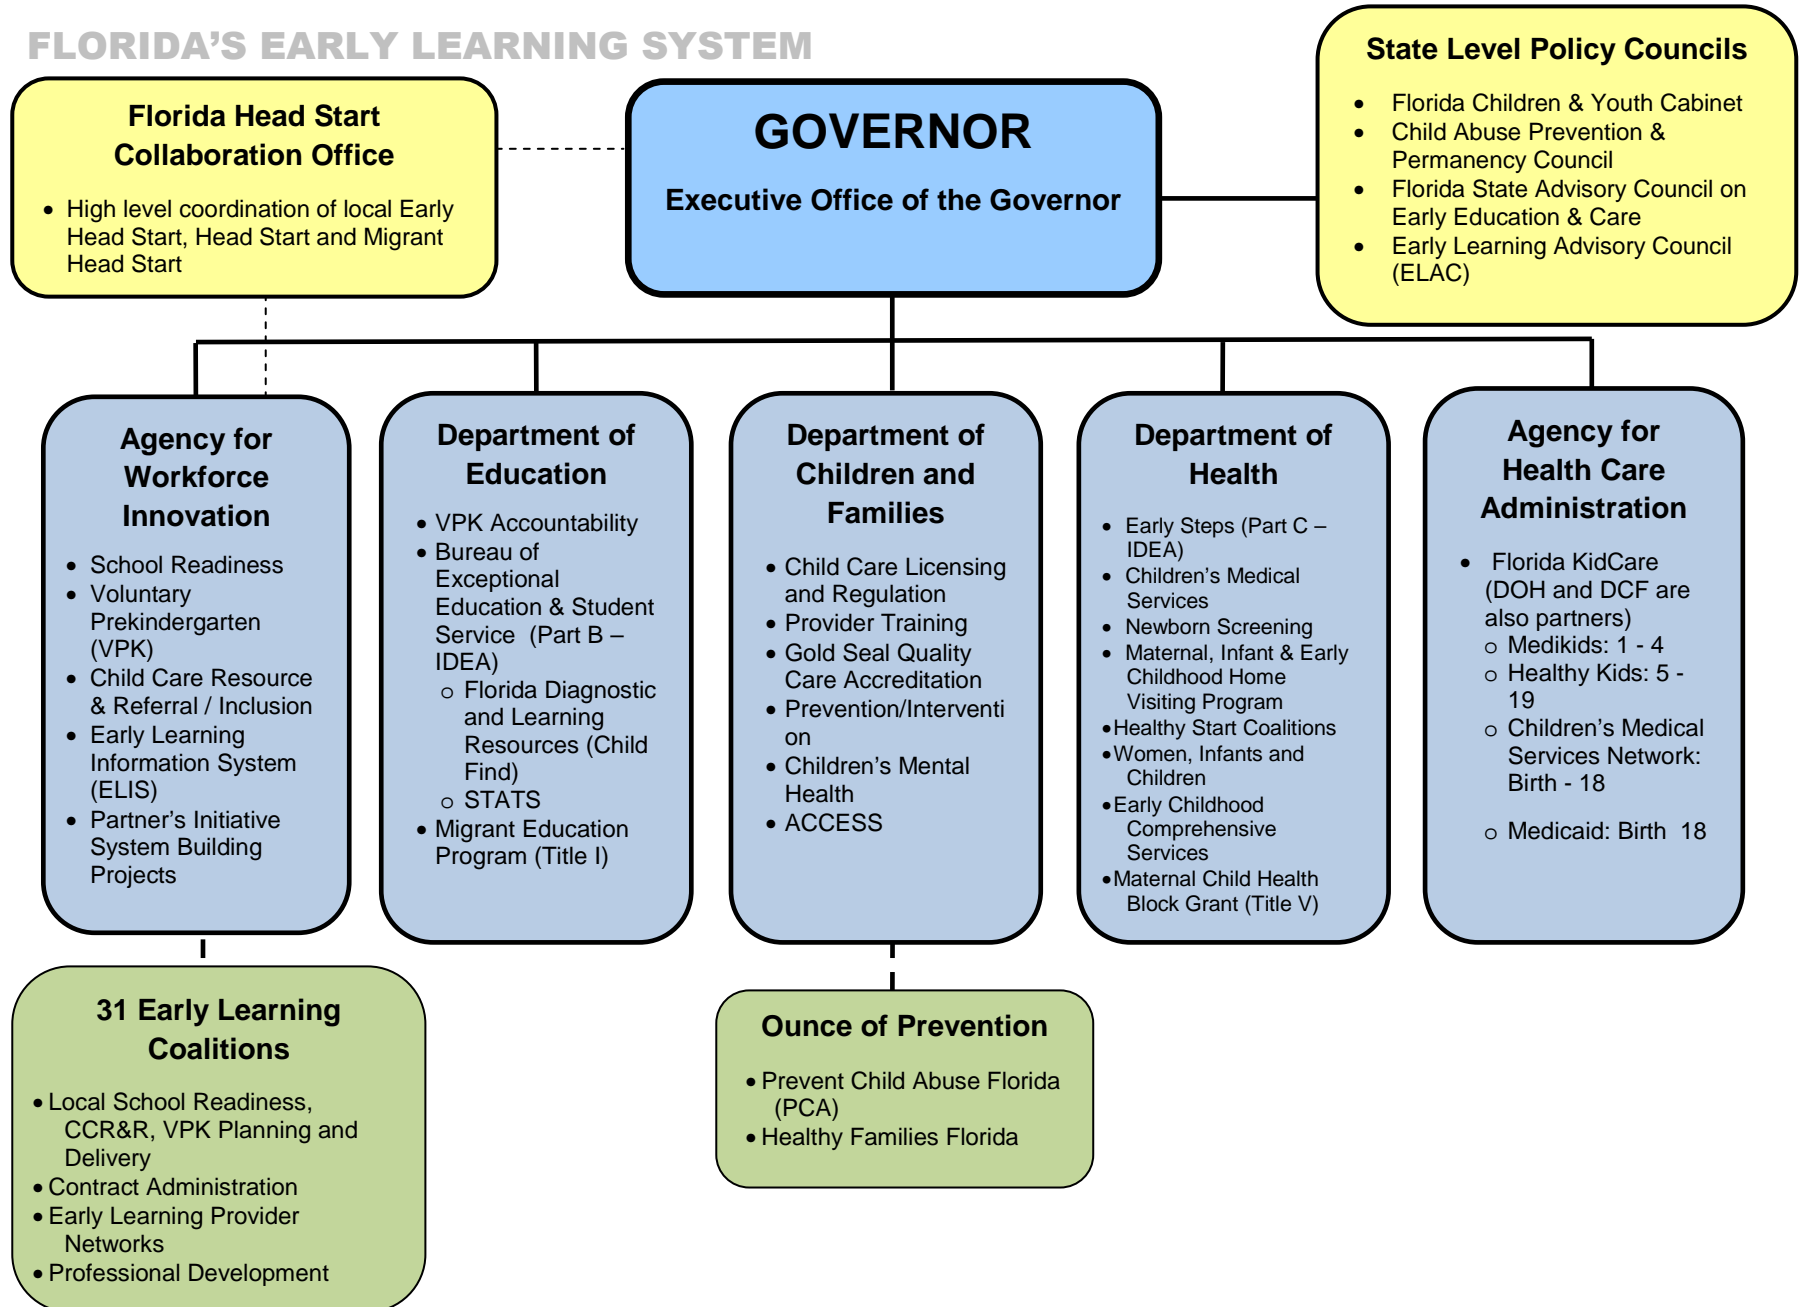 FLORIDA'S EARLY LEARNING SYSTEM
Florida Head Start
Collaboration Office
• High level coordination of local Early
Head Start, Head Start and Migrant
Head Start
GOVERNOR
Executive Office of the Governor
State Level Policy Councils
• Florida Children & Youth Cabinet
• Child Abuse Prevention &
Permanency Council
• Florida State Advisory Council on
Early Education & Care
• Early Learning Advisory Council
(ELAC)
Agency for
Workforce
Innovation
• School Readiness
• Voluntary
Prekindergarten
(VPK)
• Child Care Resource
& Referral / Inclusion
• Early Learning
Information System
(ELIS)
• Partner's Initiative
System Building
Projects
Department of
Education
• VPK Accountability
• Bureau of
Exceptional
Education & Student
Service (Part B –
IDEA)
o Florida Diagnostic
and Learning
Resources (Child
Find)
o STATS
• Migrant Education
Program (Title I)
Department of
Children and
Families
• Child Care Licensing
and Regulation
• Provider Training
• Gold Seal Quality
Care Accreditation
• Prevention/Interventi
on
• Children's Mental
Health
• ACCESS
Department of
Health
• Early Steps (Part C –
IDEA)
• Children's Medical
Services
• Newborn Screening
• Maternal, Infant & Early
Childhood Home
Visiting Program
• Healthy Start Coalitions
• Women, Infants and
Children
• Early Childhood
Comprehensive
Services
• Maternal Child Health
Block Grant (Title V)
Agency for
Health Care
Administration
• Florida KidCare
(DOH and DCF are
also partners)
o Medikids: 1 - 4
o Healthy Kids: 5 -
19
o Children's Medical
Services Network:
Birth - 18
o Medicaid: Birth 18
31 Early Learning
Coalitions
• Local School Readiness,
CCR&R, VPK Planning and
Delivery
• Contract Administration
• Early Learning Provider
Networks
• Professional Development
Ounce of Prevention
• Prevent Child Abuse Florida
(PCA)
• Healthy Families Florida